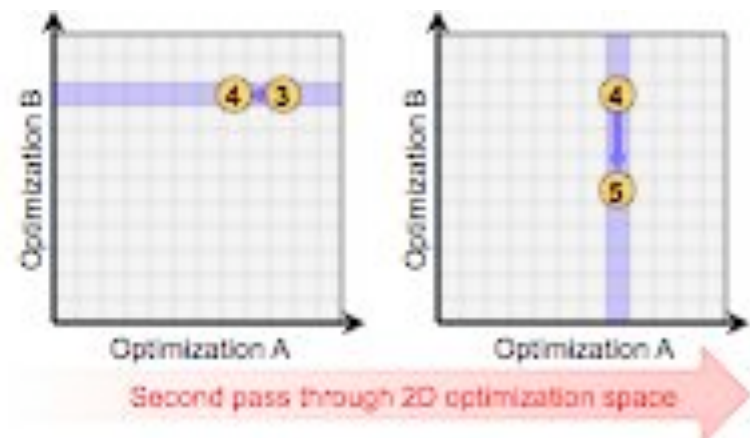 Optimization B
4 3
Optimization A
Optimization B
4
5
Optimization A
Second pass through 2D optimization space